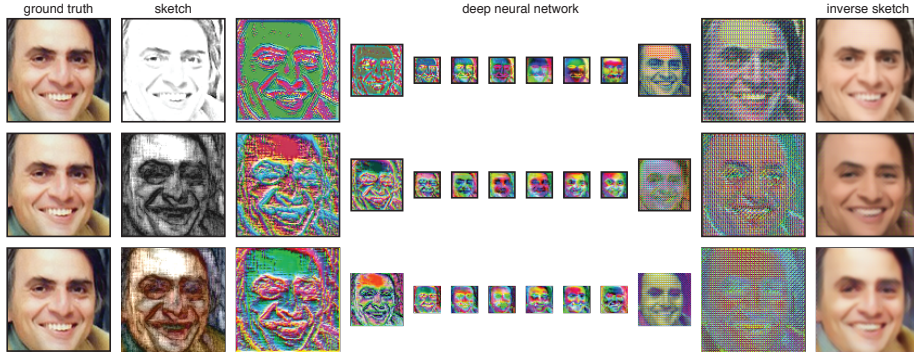 ground truth
sketch
deep neural network
inverse sketch